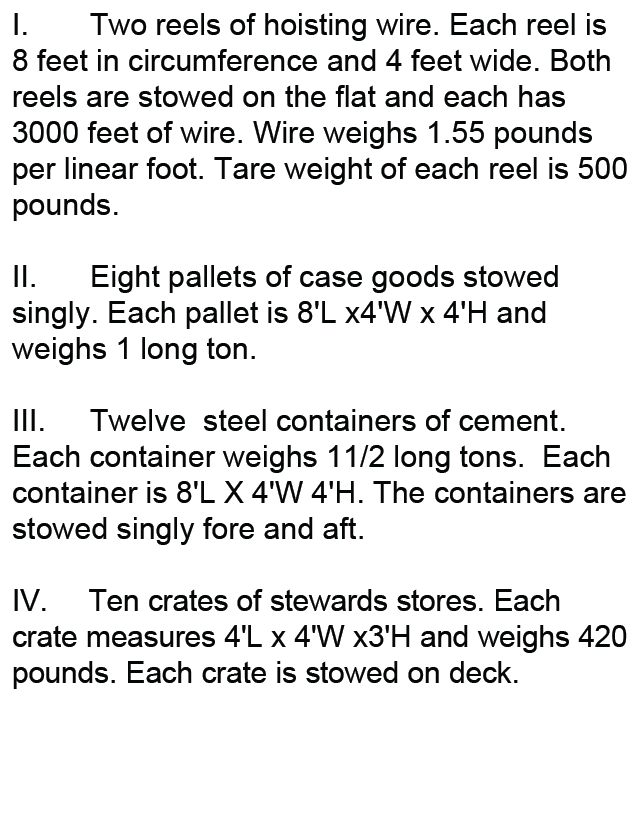 I. Two reels of hoisting wire. Each reel is
8 feet in circumference and 4 feet wide. Both
reels are stowed on the flat and each has
3000 feet of wire. Wire weighs 1.55 pounds
per linear foot. Tare weight of each reel is 500
pounds.
II. Eight pallets of case goods stowed
singly. Each pallet is 8'L x4'W x 4'H and
weighs 1 long ton.
III. Twelve  steel containers of cement.
Each container weighs 11/2 long tons.  Each
container is 8'L X 4'W 4'H. The containers are
stowed singly fore and aft.
IV. Ten crates of stewards stores. Each
crate measures 4'L x 4'W x3'H and weighs 420
pounds. Each crate is stowed on deck.